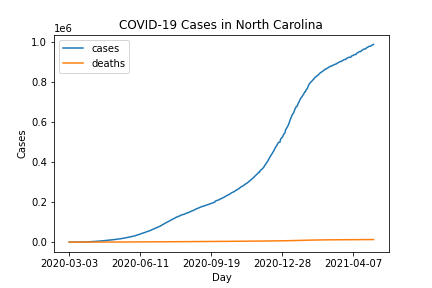 COVID-19 Cases in North Carolina
1e6
cases
deaths
1.0
0.8
0.6
0.4
0.2
0.0
Cases
2020-03-03 2020-06-11 2020-09-19 2020-12-28 2021-04-07
Day